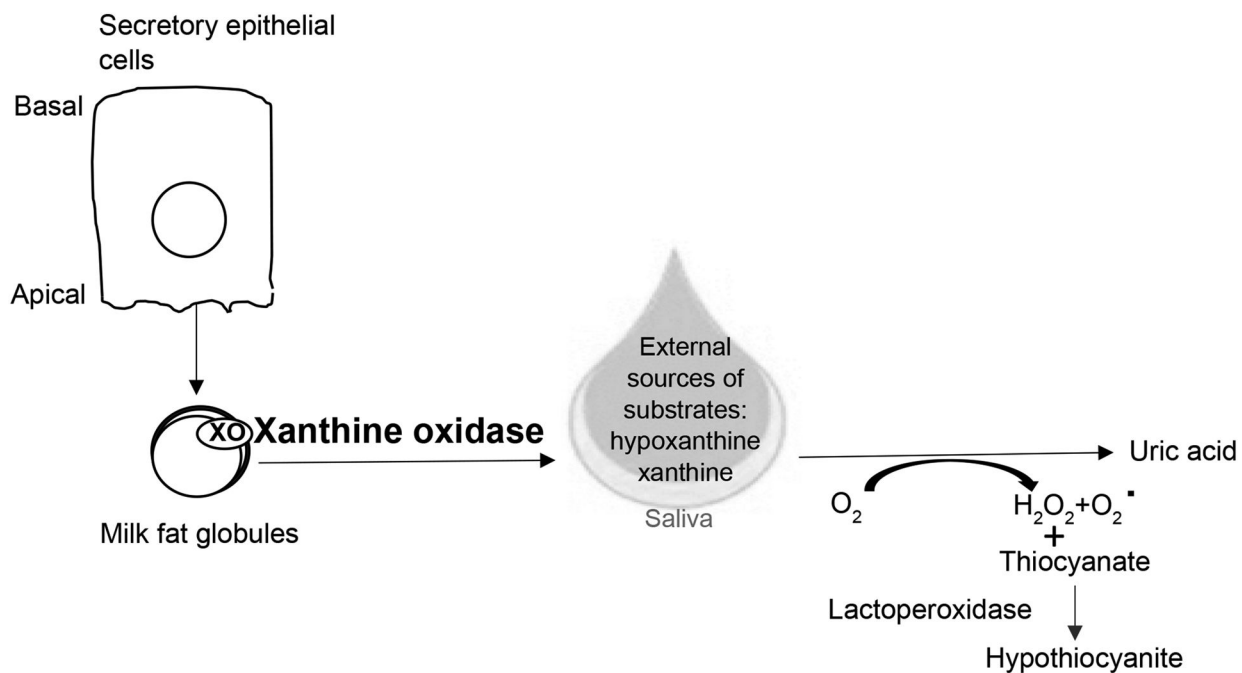 Secretory epithelial
cells
Basal
Apical
XO
Xanthine oxidase
Milk fat globules
External
sources of
substrates:
hypoxanthine
xanthine
Saliva
Uric acid
O₂
H₂O₂+O₂˙
+
Thiocyanate
Lactoperoxidase
Hypothiocyanite